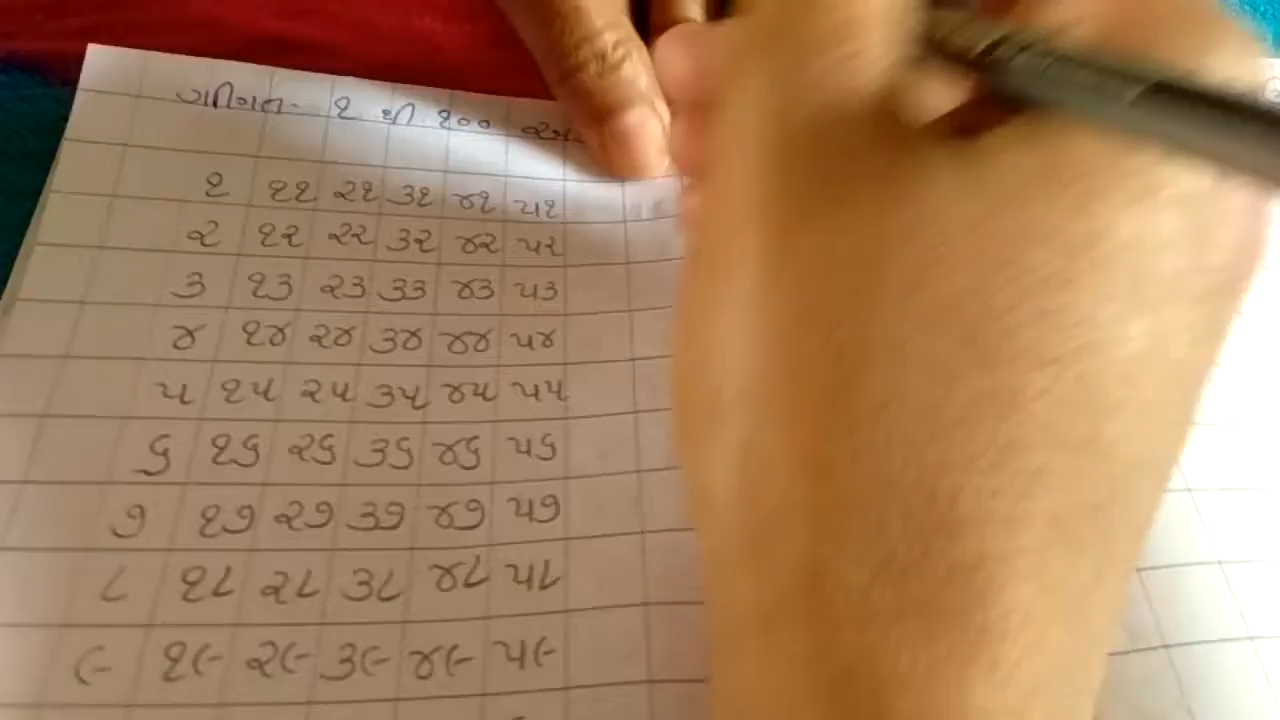 ૧ થી ૧૦૦
૧ ૧૧ ૨૧ ૩૧ ૪૧ ૫૧
૨ ૧૨ ૨૨ ૩૨ ૪૨ ૫૨
૩ ૧૩ ૨૩ ૩૩ ૪૩ ૫૩
૪ ૧૪ ૨૪ ૩૪ ૪૪ ૫૪
૫ ૧૫ ૨૫ ૩૫ ૪૫ ૫૫
૬ ૧૬ ૨૬ ૩૬ ૪૬ ૫૬
૭ ૧૭ ૨૭ ૩૭ ૪૭ ૫૭
૮ ૧૮ ૨૮ ૩૮ ૪૮ ૫૮
૯ ૧૯ ૨૯ ૩૯ ૪૯ ૫૯